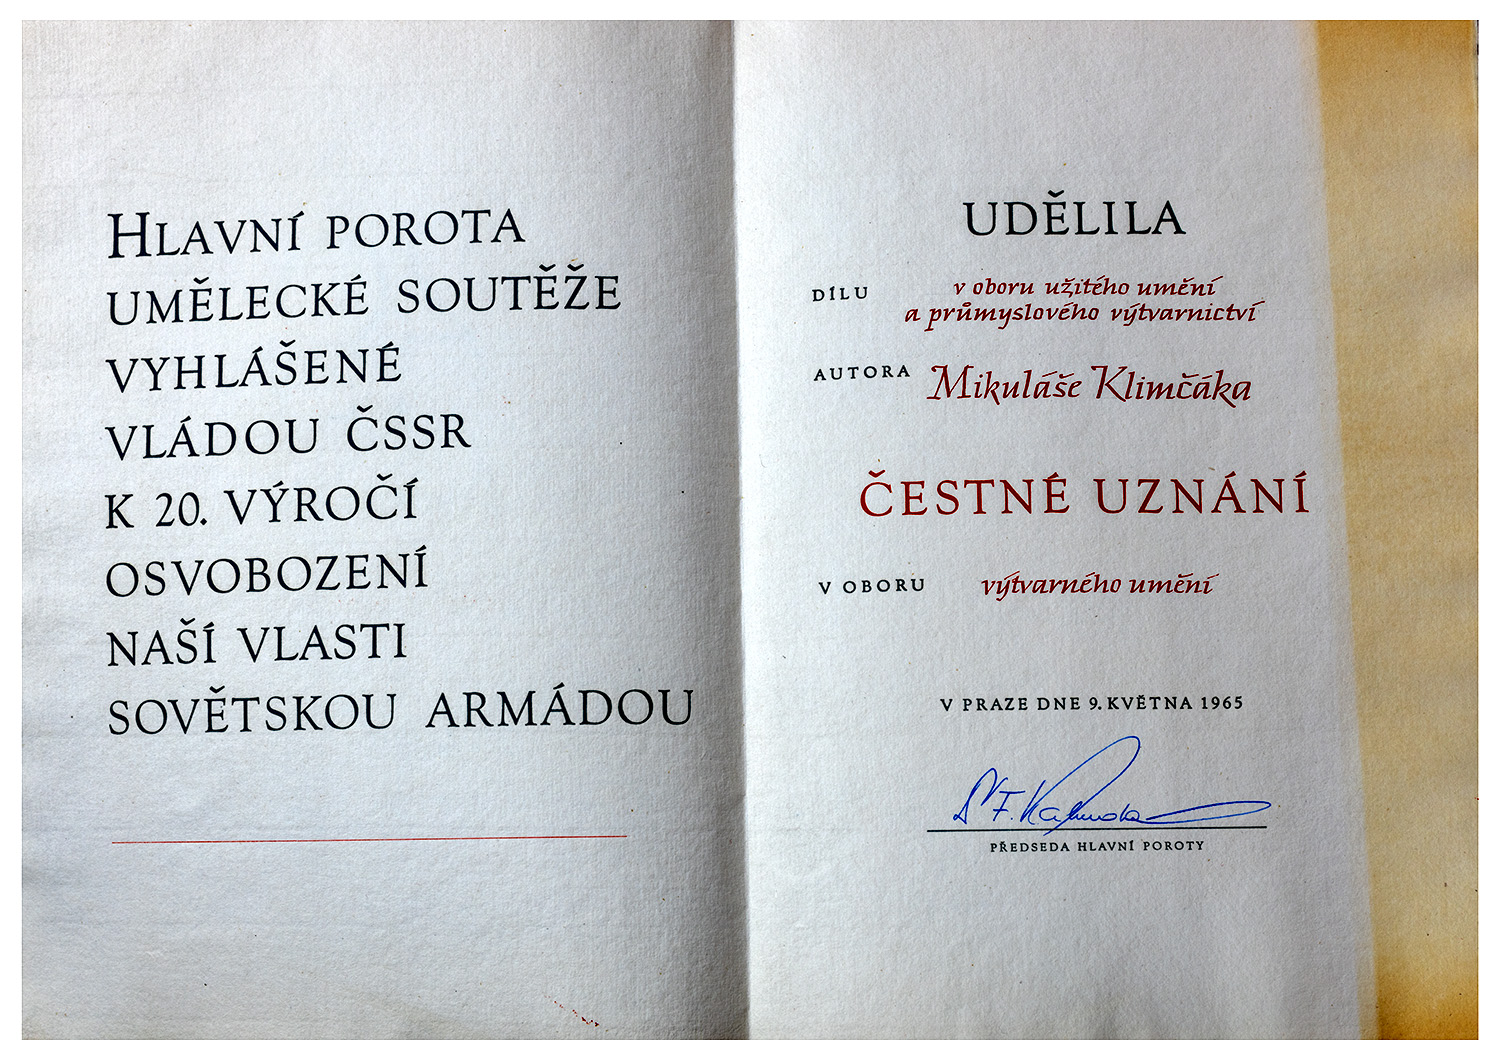 HLAVNÍ POROTA
UMĚLECKÉ SOUTĚŽE
VYHLÁŠENÉ
VLÁDOU ČSSR
K 20. VÝROČÍ
OSVOBOZENÍ
NAŠÍ VLASTI
SOVĚTSKOU ARMÁDOU
UDĚLILA
DÍLU v oboru užitého umění
a průmyslového výtvarnictví
AUTORA Mikuláše Klimčáka
ČESTNÉ UZNÁNÍ
V OBORU výtvarného umění
V PRAZE DNE 9. KVĚTNA 1965
PŘEDSEDA HLAVNÍ POROTY